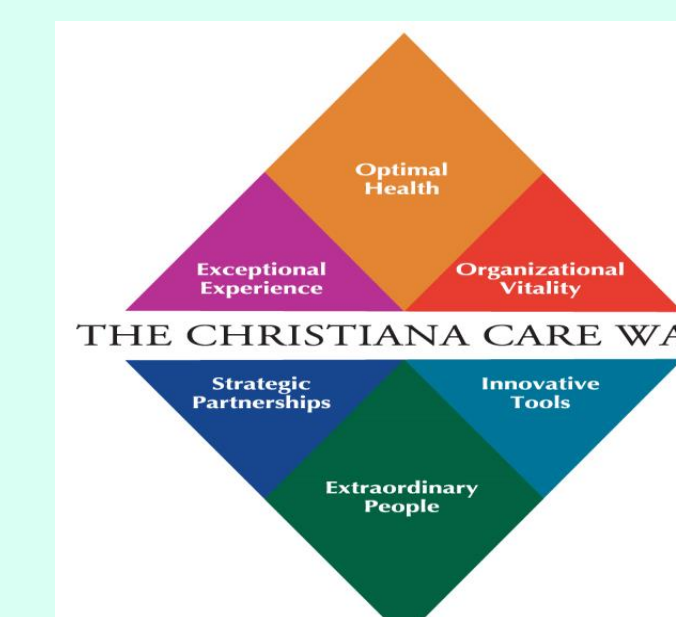 Optimal
Health
Exceptional
Experience
Organizational
Vitality
THE CHRISTIANA CARE WA
Strategic
Partnerships
Innovative
Tools
Extraordinary
People